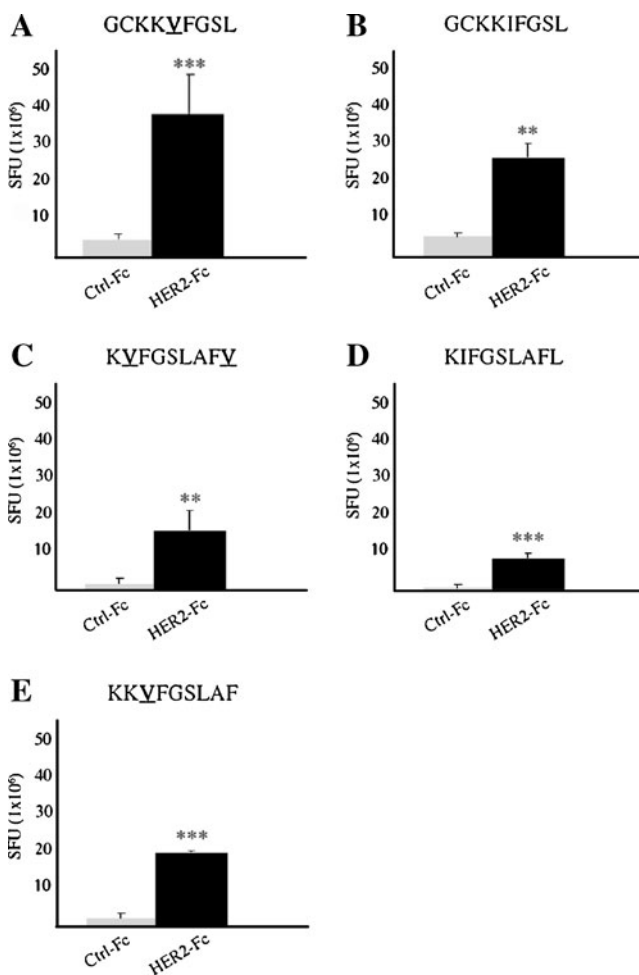 A GCKKVFGSL
***
50
40
30
20
10
SFU (1x10⁶)
Ctrl-Fc HER2-Fc
B GCKKIFGSL
**
50
40
30
20
10
SFU (1x10⁶)
Ctrl-Fc HER2-Fc
C KVFGSLAFV
**
50
40
30
20
10
SFU (1x10⁶)
Ctrl-Fc HER2-Fc
D KIFGSLAFL
***
50
40
30
20
10
SFU (1x10⁶)
Ctrl-Fc HER2-Fc
E KKVFGSLAF
***
50
40
30
20
10
SFU (1x10⁶)
Ctrl-Fc HER2-Fc